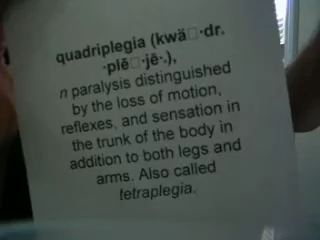 quadriplegia (kwä□·dr.
·plē□·jē·.),
n paralysis distinguished
by the loss of motion,
reflexes, and sensation in
the trunk of the body in
addition to both legs and
arms. Also called
tetraplegia.